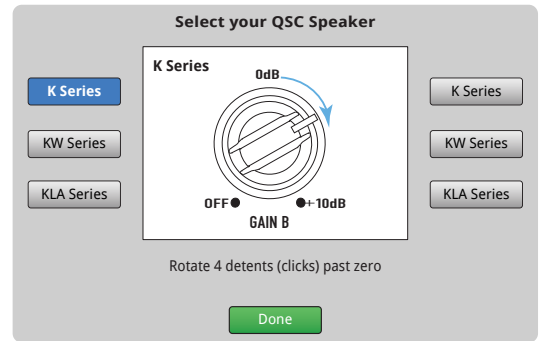 Select your QSC Speaker
K Series
KW Series
KLA Series
K Series
0dB
OFF
+10dB
GAIN B
K Series
KW Series
KLA Series
Rotate 4 detents (clicks) past zero
Done